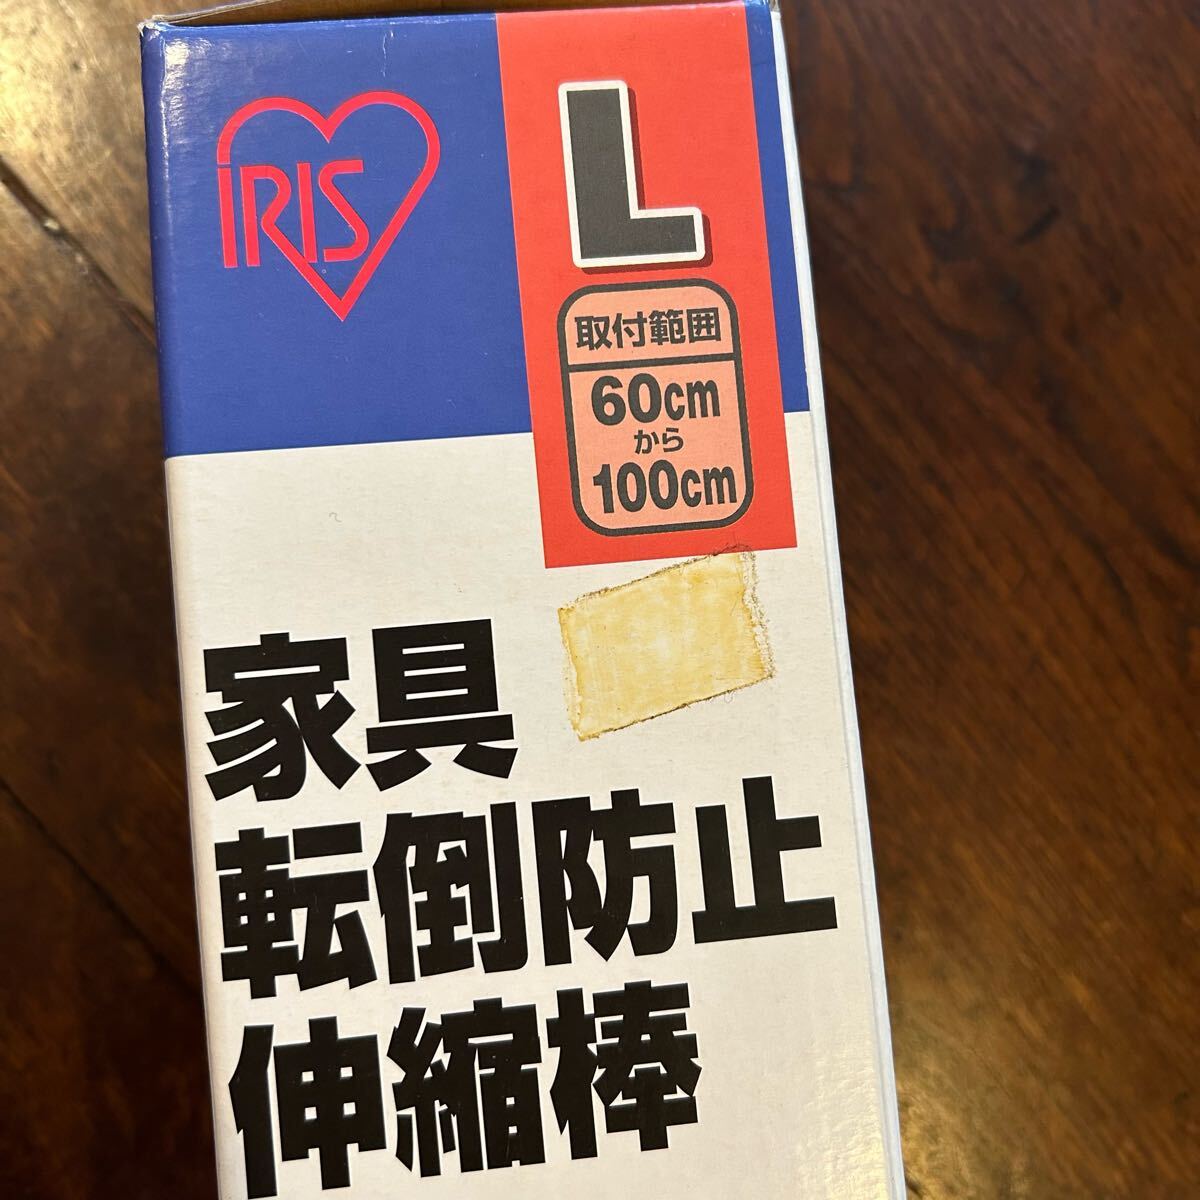 IRIS
L
取付範囲
60cm
から
100cm
家具
転倒防止
伸縮棒